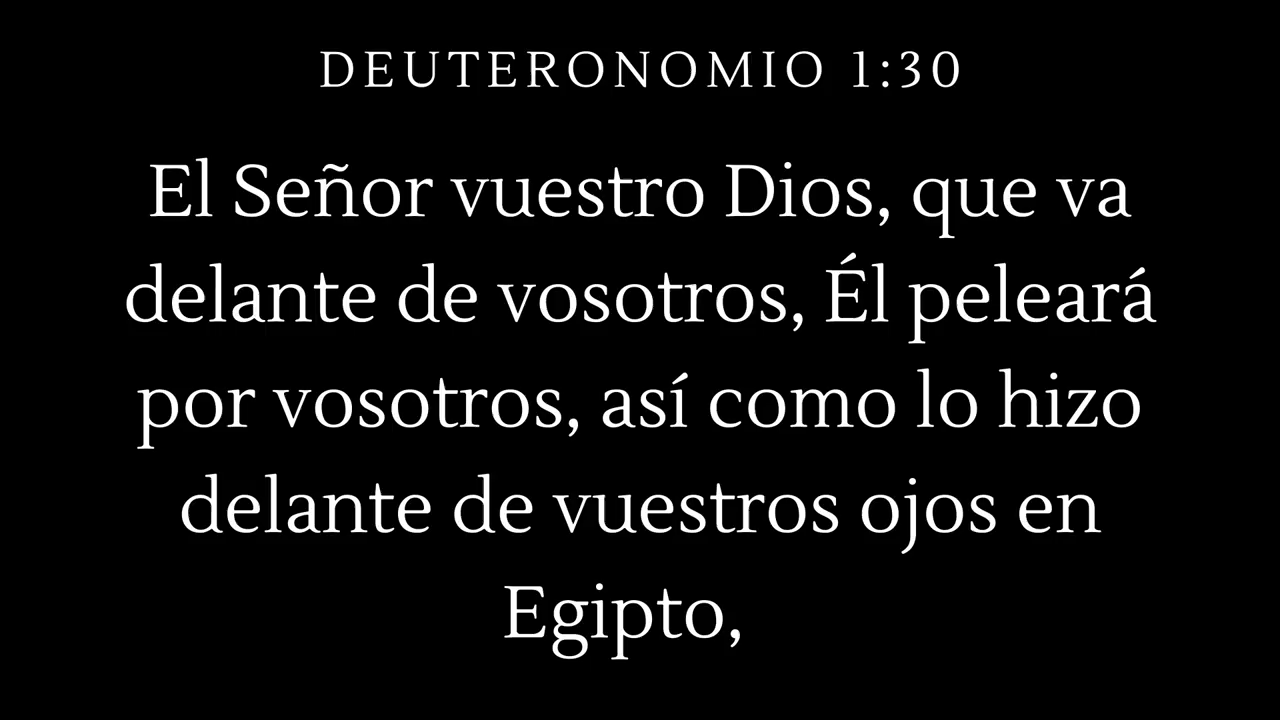 DEUTERONOMIO 1:30
El Señor vuestro Dios, que va
delante de vosotros, Él peleará
por vosotros, así como lo hizo
delante de vuestros ojos en
Egipto,